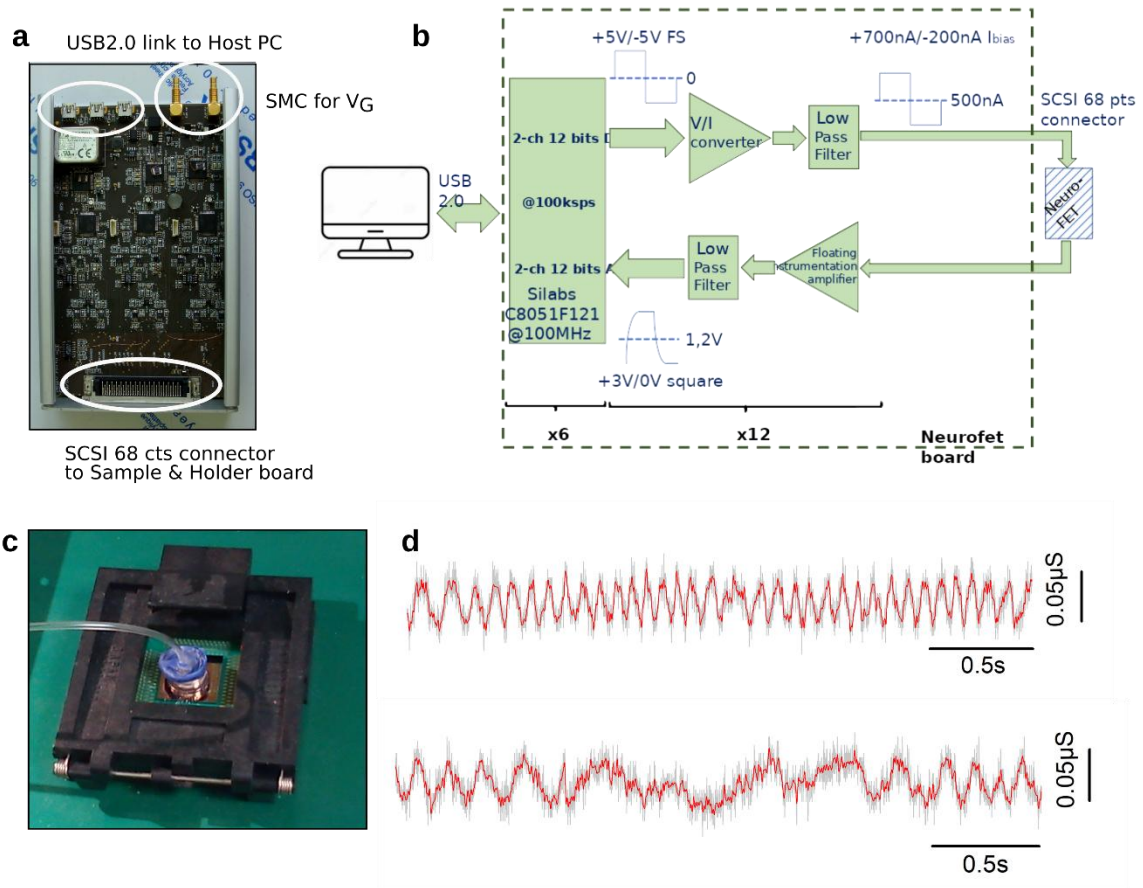 a
USB2.0 link to Host PC
SMC for VG
SCSI 68 cts connector
to Sample & Holder board
b
+5V/-5V FS
0
+700nA/-200nA Ibias
500nA
SCSI 68 pts
connector
USB
2.0
2-ch 12 bits
@100ksps
2-ch 12 bits
Silabs
C8051F121
@100MHz
V/I
converter
Low
Pass
Filter
Neuro-
FET
Low
Pass
Filter
Floating
strumentation
amplifier
1,2V
+3V/0V square
x6
x12
Neurofet
board
c
d
0.05µS
0.5s
0.05µS
0.5s